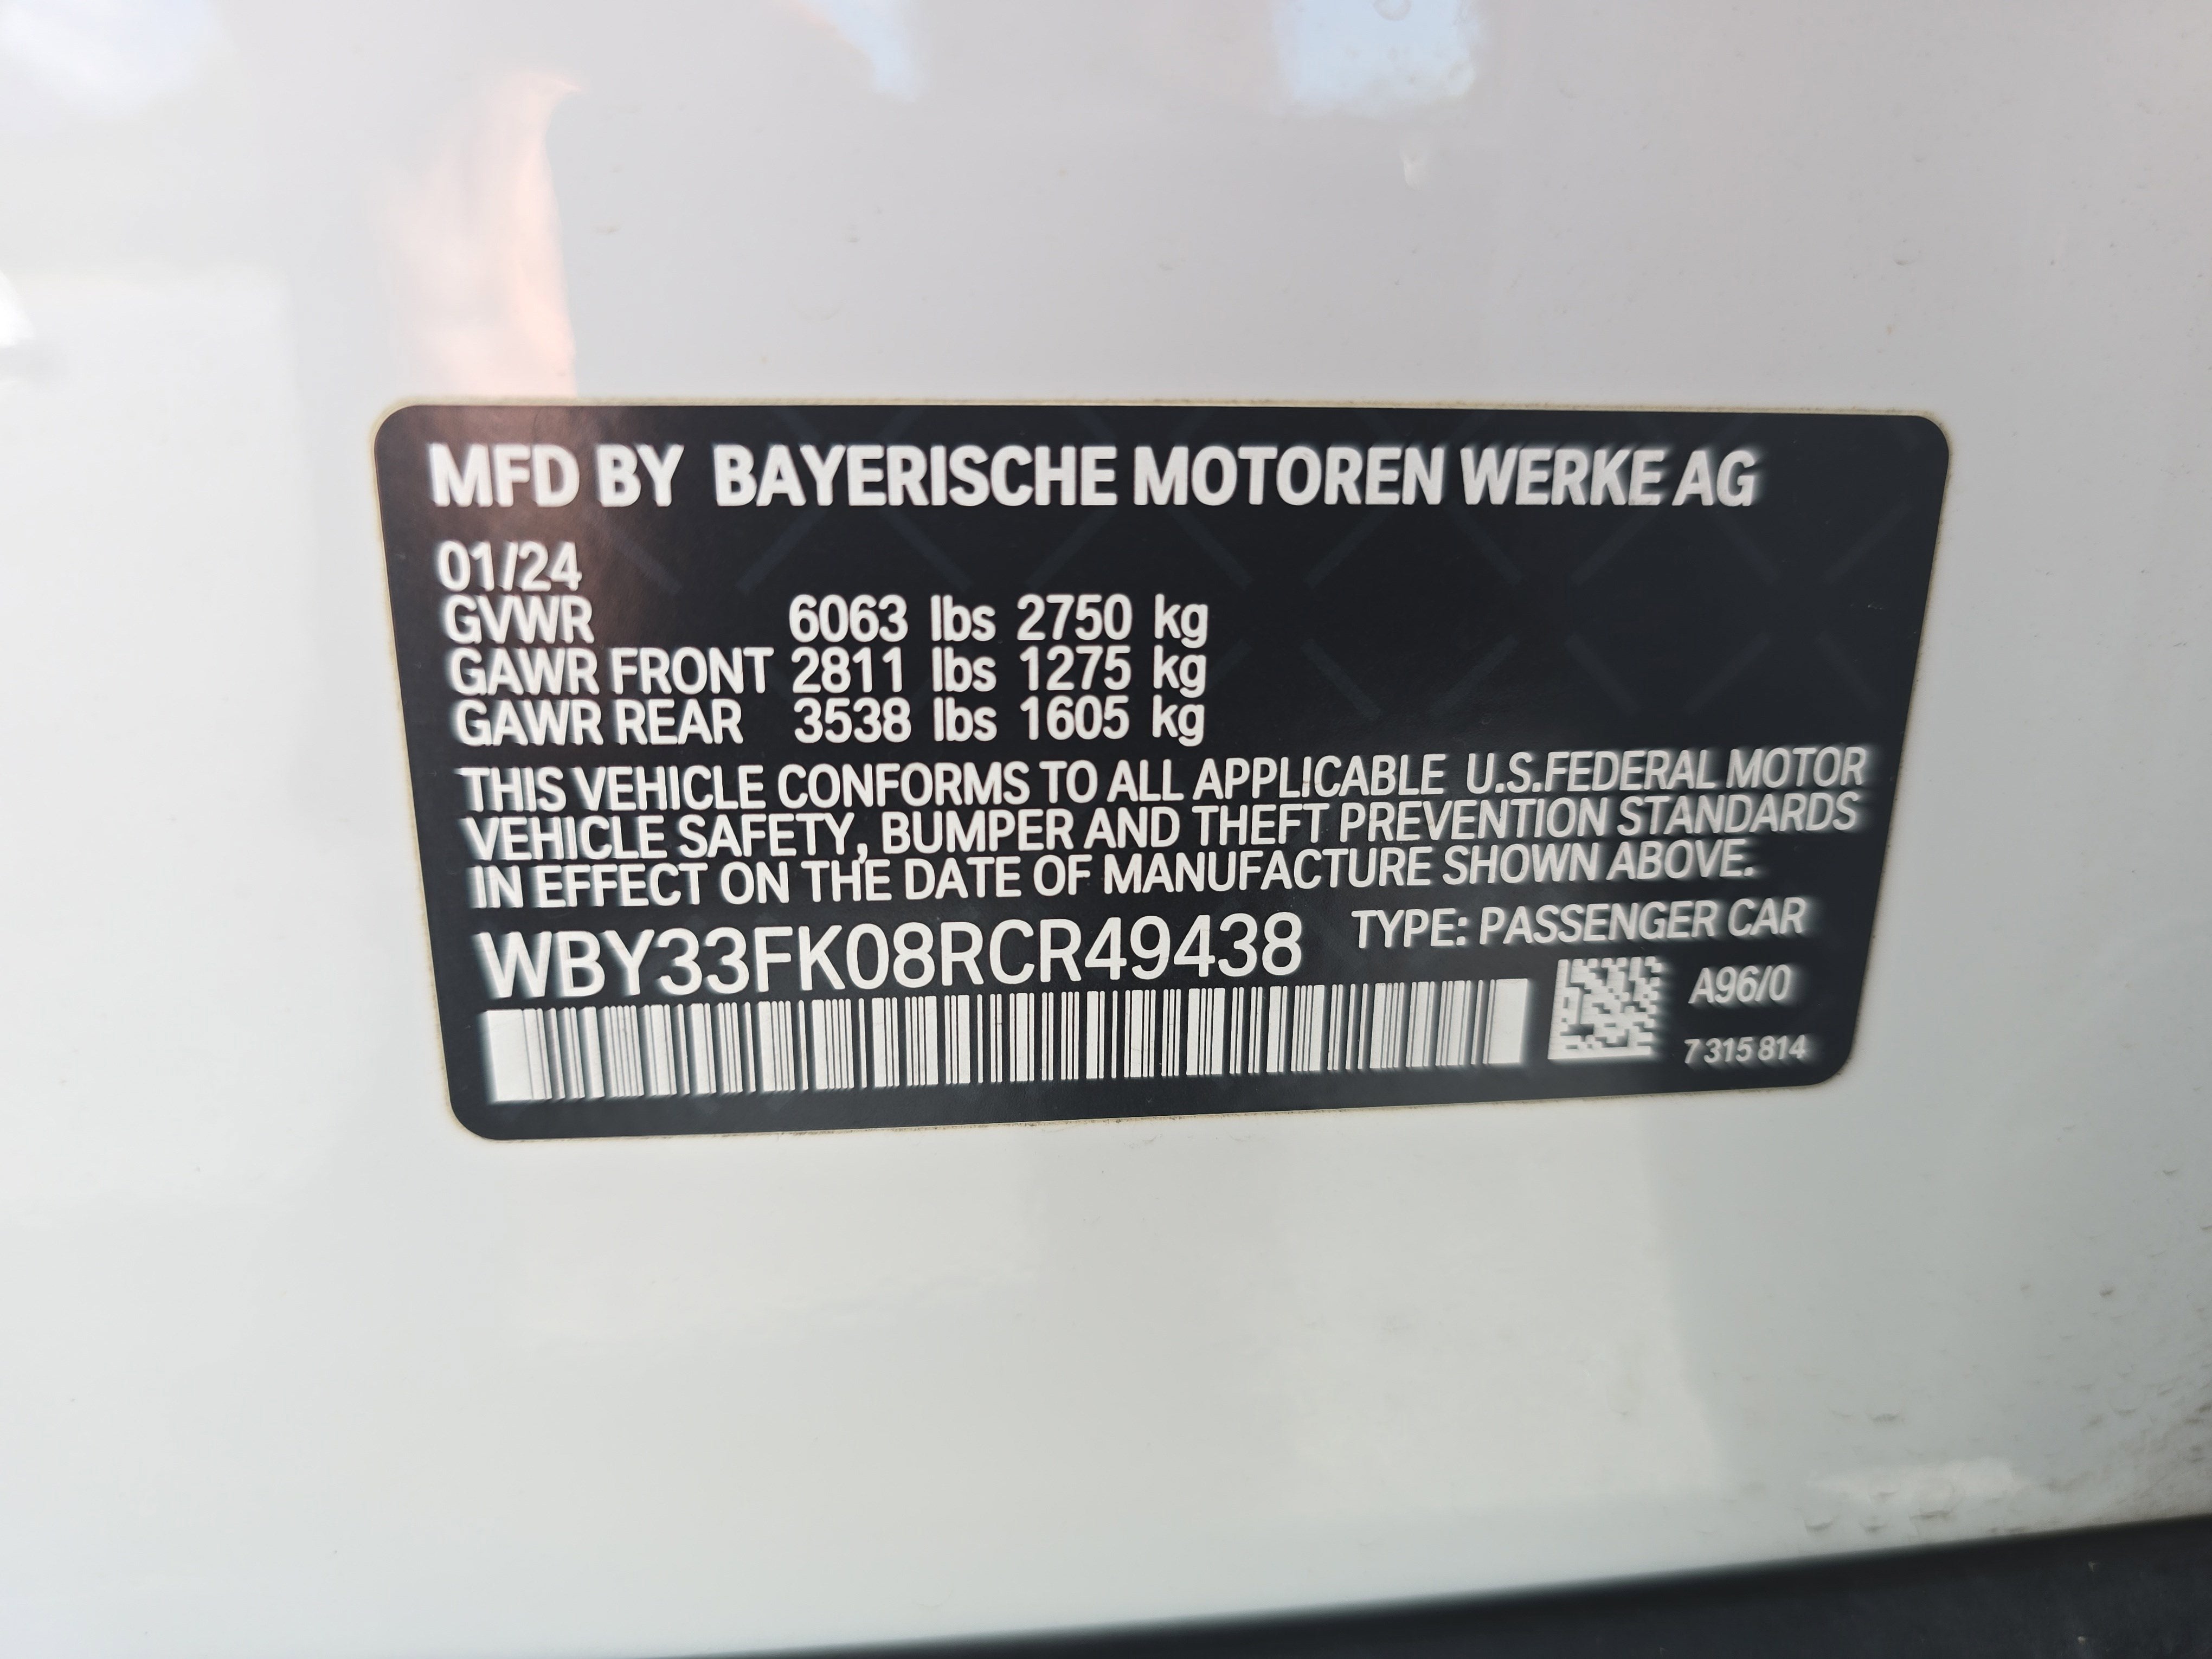 MFD BY BAYERISCHE MOTOREN WERKE AG
01/24
GVWR 6063 lbs 2750 kg
GAWR FRONT 2811 lbs 1275 kg
GAWR REAR 3538 lbs 1605 kg
THIS VEHICLE CONFORMS TO ALL APPLICABLE U.S.FEDERAL MOTOR
VEHICLE SAFETY, BUMPER AND THEFT PREVENTION STANDARDS
IN EFFECT ON THE DATE OF MANUFACTURE SHOWN ABOVE.
WBY33FK08RCR49438 TYPE: PASSENGER CAR
A96/0
7 315 814